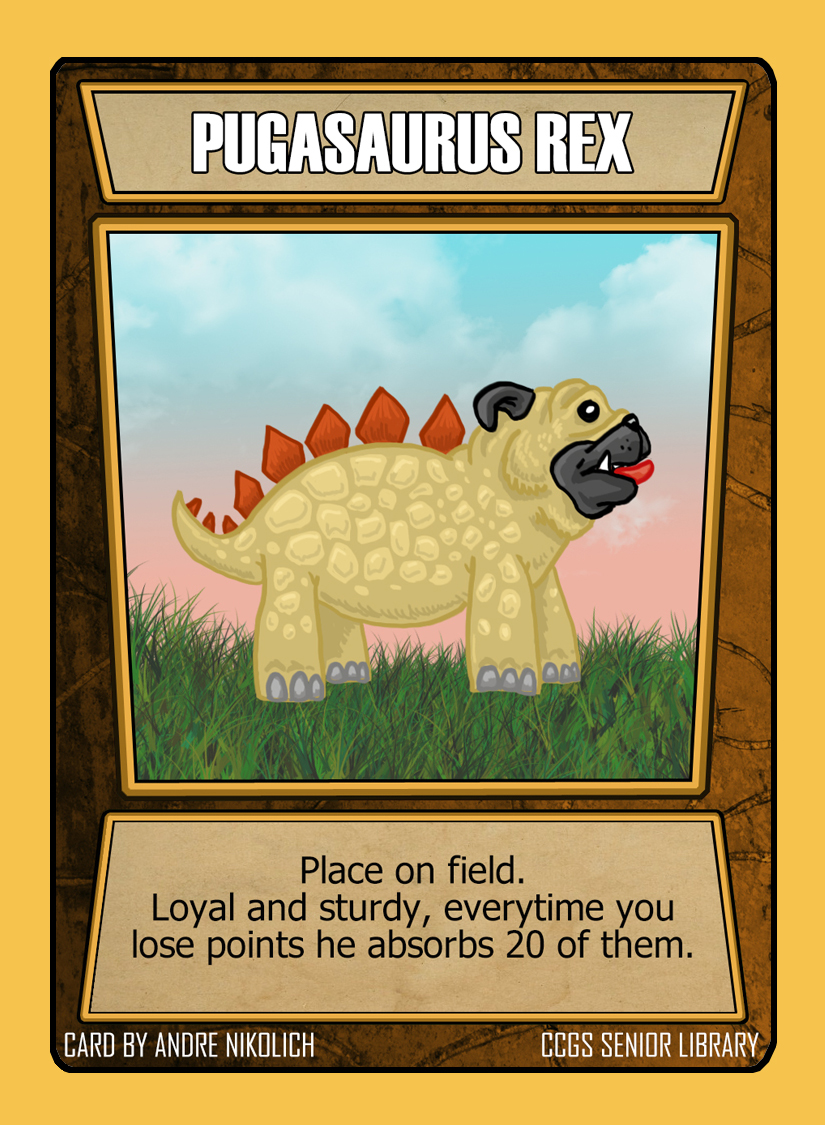 PUGASAURUS REX
Place on field.
Loyal and sturdy, everytime you
lose points he absorbs 20 of them.
CARD BY ANDRE NIKOLICH
CCGS SENIOR LIBRARY